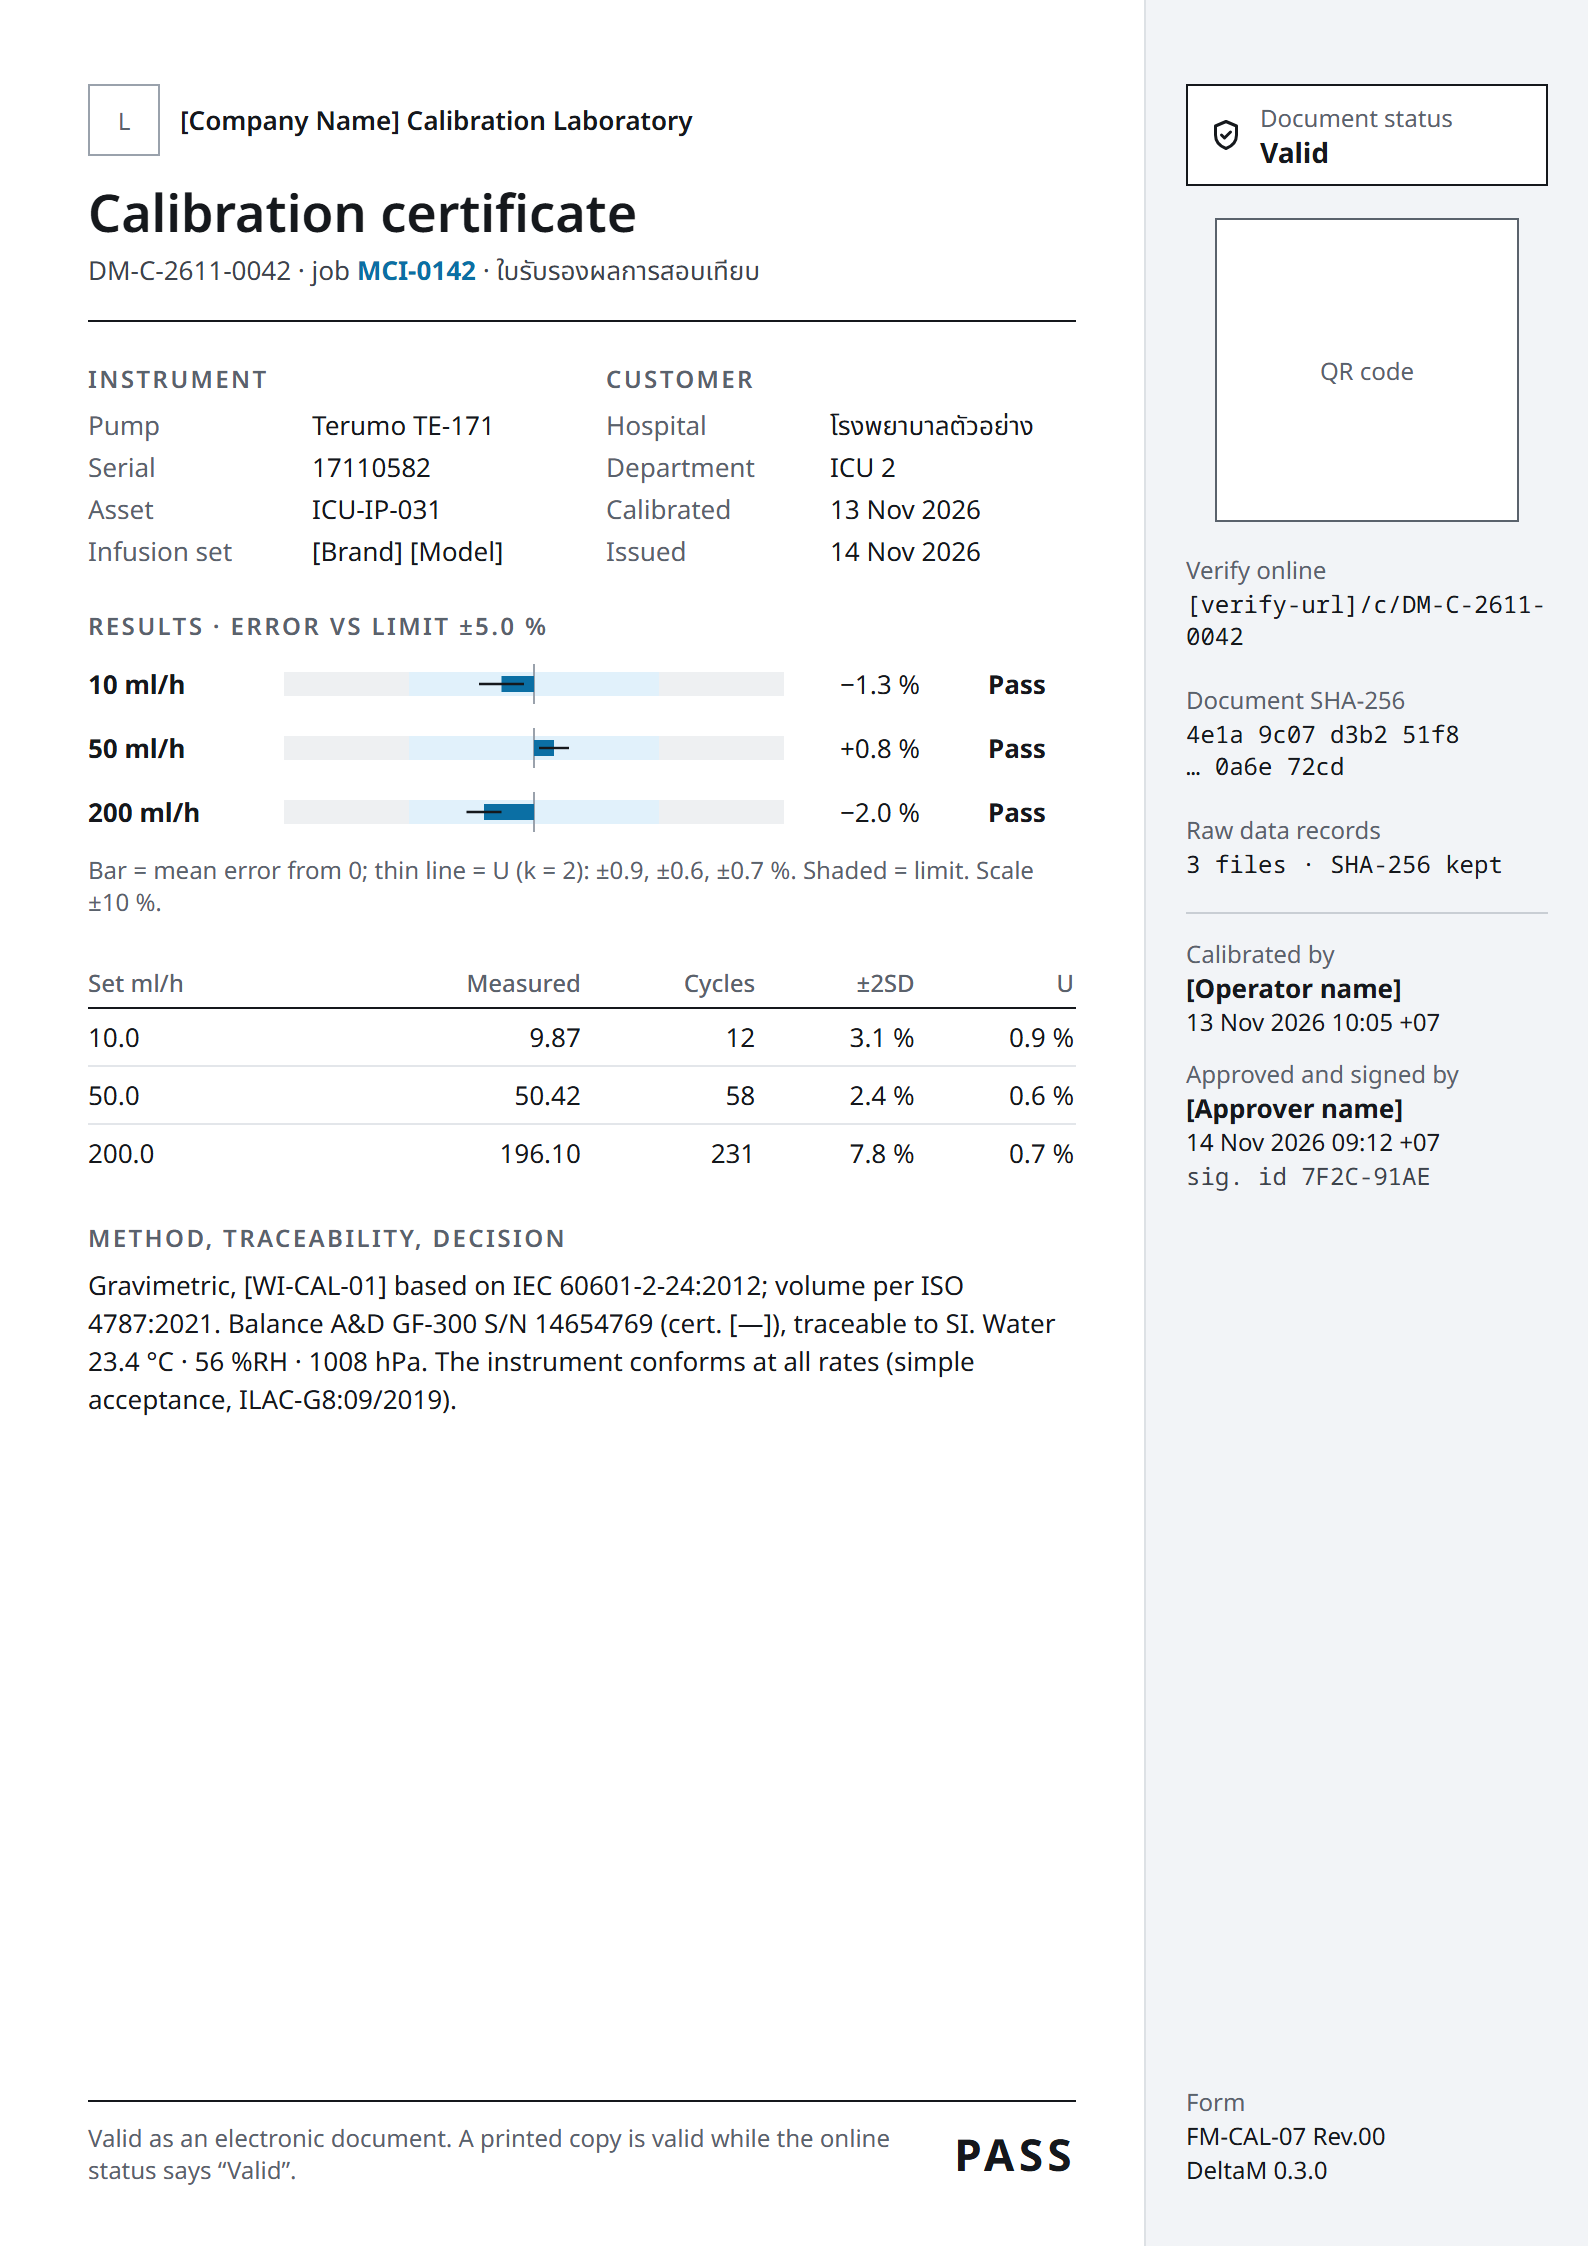 L
[Company Name] Calibration Laboratory
Calibration certificate
DM-C-2611-0042 · job MCI-0142 · ใบรับรองผลการสอบเทียบ
INSTRUMENT
Pump Terumo TE-171
Serial 17110582
Asset ICU-IP-031
Infusion set [Brand] [Model]
CUSTOMER
Hospital โรงพยาบาลตัวอย่าง
Department ICU 2
Calibrated 13 Nov 2026
Issued 14 Nov 2026
RESULTS · ERROR VS LIMIT ±5.0 %
10 ml/h −1.3 % Pass
50 ml/h +0.8 % Pass
200 ml/h −2.0 % Pass
Bar = mean error from 0; thin line = U (k = 2): ±0.9, ±0.6, ±0.7 %. Shaded = limit. Scale
±10 %.
Set ml/h Measured Cycles ±2SD U
10.0 9.87 12 3.1 % 0.9 %
50.0 50.42 58 2.4 % 0.6 %
200.0 196.10 231 7.8 % 0.7 %
METHOD, TRACEABILITY, DECISION
Gravimetric, [WI-CAL-01] based on IEC 60601-2-24:2012; volume per ISO
4787:2021. Balance A&D GF-300 S/N 14654769 (cert. [—]), traceable to SI. Water
23.4 °C · 56 %RH · 1008 hPa. The instrument conforms at all rates (simple
acceptance, ILAC-G8:09/2019).
Valid as an electronic document. A printed copy is valid while the online
status says “Valid”.
PASS
Document status
Valid
QR code
Verify online
[verify-url]/c/DM-C-2611-
0042
Document SHA-256
4e1a 9c07 d3b2 51f8
… 0a6e 72cd
Raw data records
3 files · SHA-256 kept
Calibrated by
[Operator name]
13 Nov 2026 10:05 +07
Approved and signed by
[Approver name]
14 Nov 2026 09:12 +07
sig. id 7F2C-91AE
Form
FM-CAL-07 Rev.00
DeltaM 0.3.0